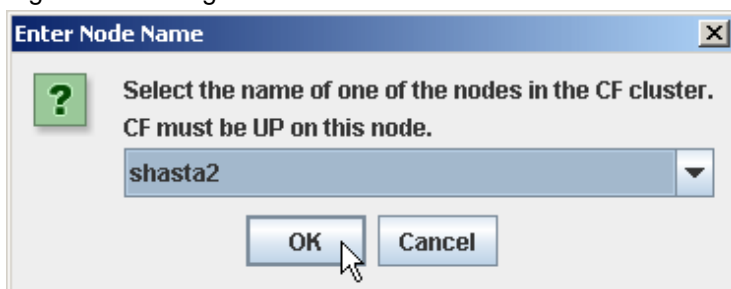 Enter Node Name
Select the name of one of the nodes in the CF cluster.
CF must be UP on this node.
shasta2
OK
Cancel